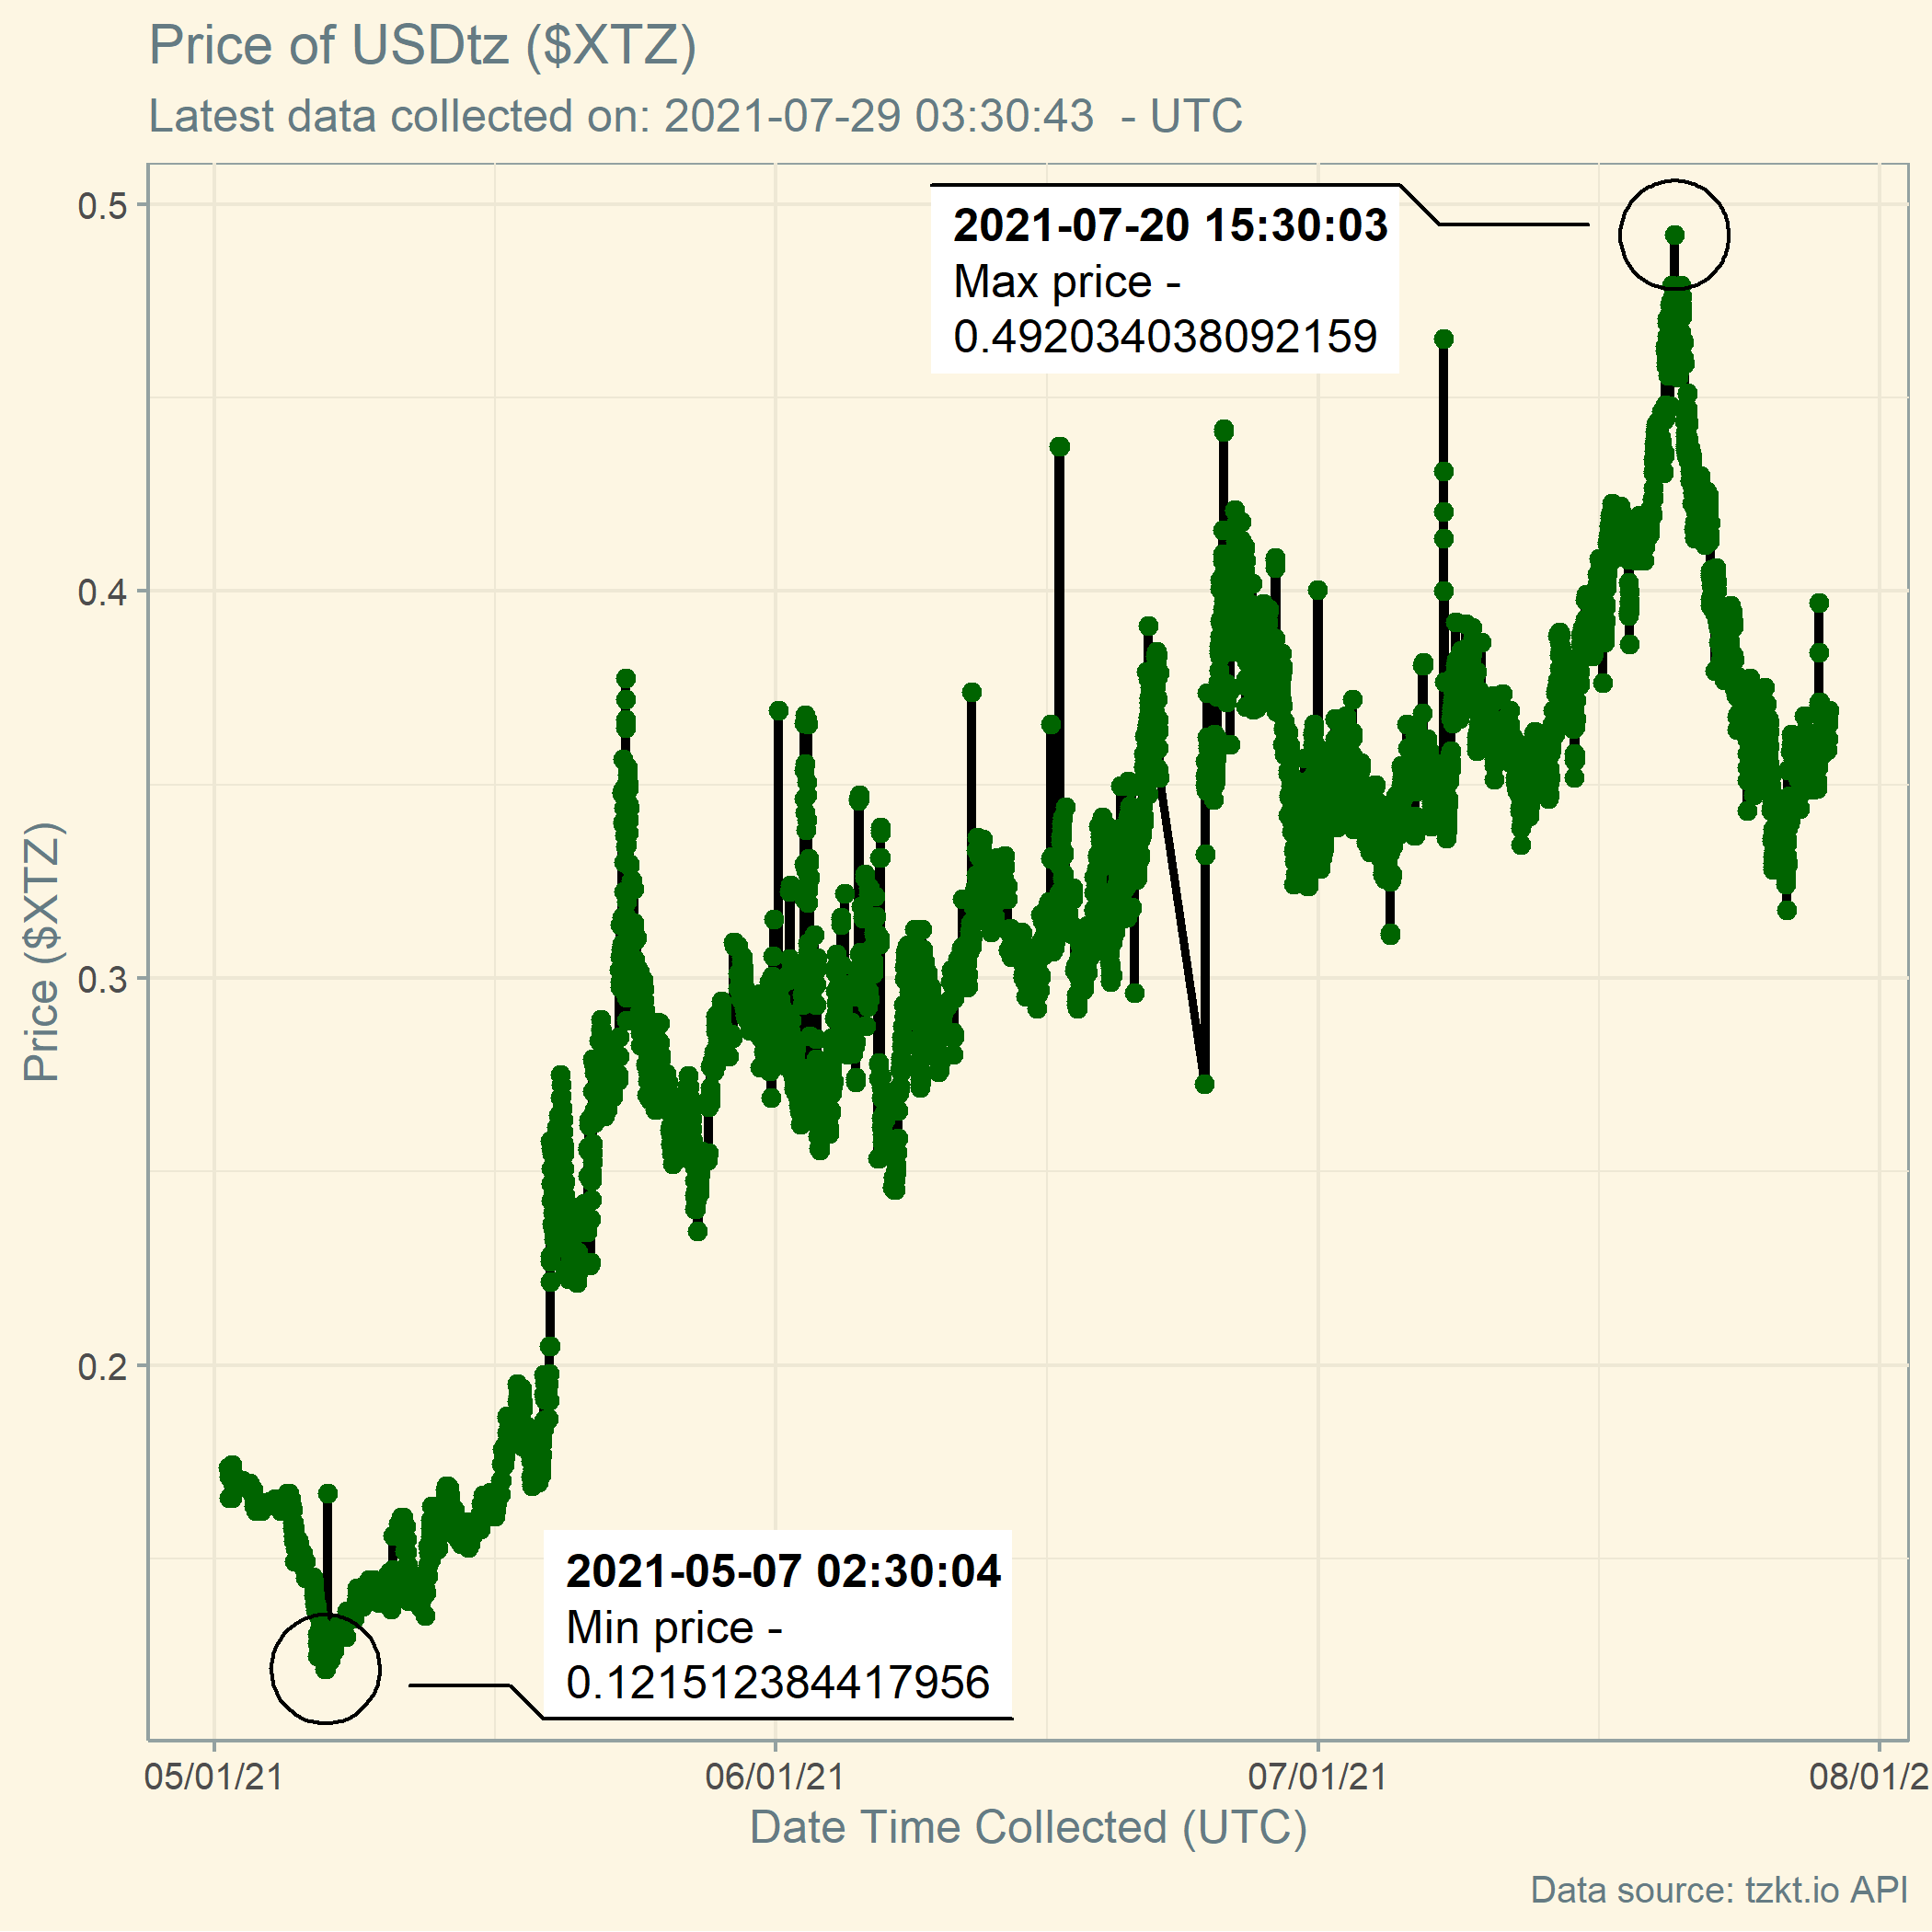 Price of USDtz ($XTZ)
Latest data collected on: 2021-07-29 03:30:43  - UTC
0.5
0.4
0.3
0.2
Price ($XTZ)
2021-07-20 15:30:03
Max price -
0.492034038092159
2021-05-07 02:30:04
Min price -
0.121512384417956
05/01/21
06/01/21
07/01/21
08/01/2
Date Time Collected (UTC)
Data source: tzkt.io API